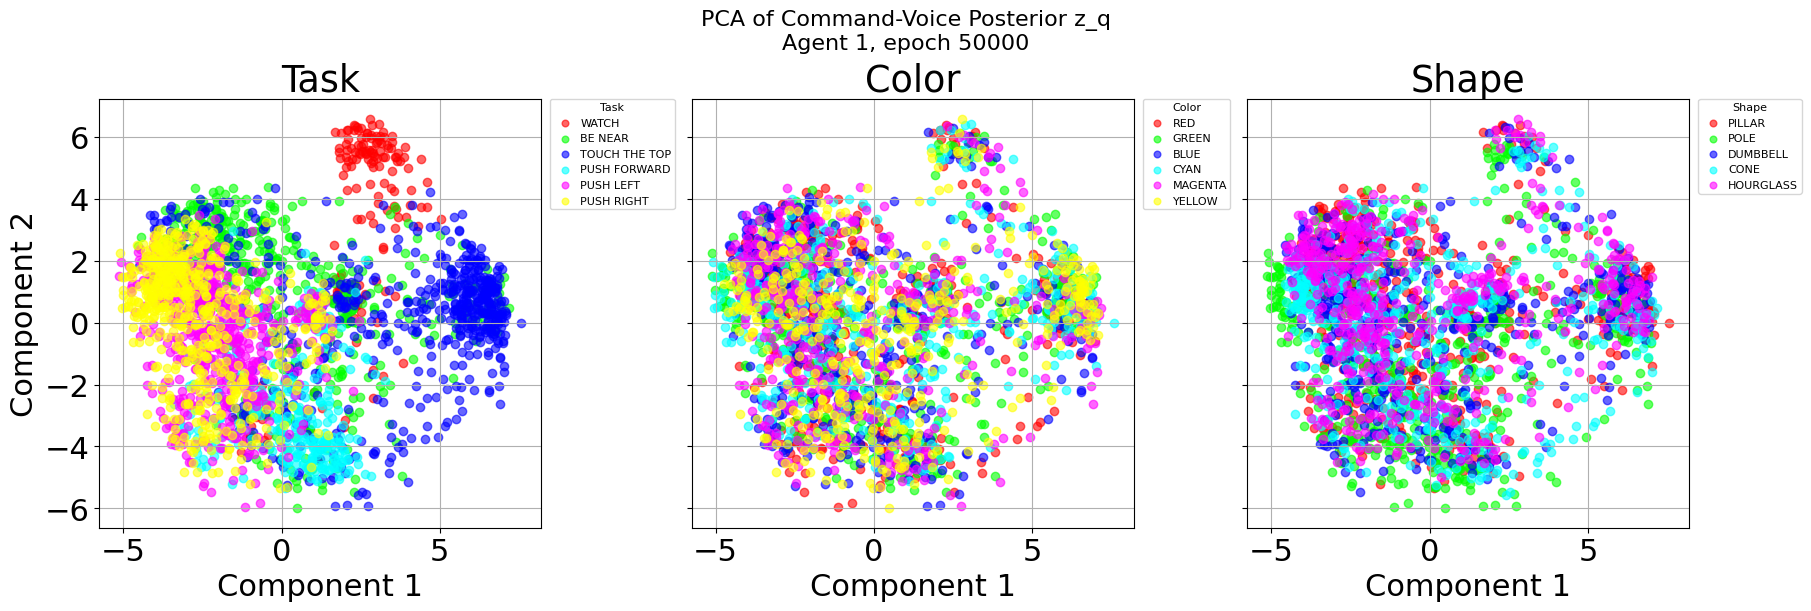 PCA of Command-Voice Posterior z_q
Agent 1, epoch 50000
Task
Component 2
6
4
2
0
−2
−4
−6
−5
0
5
Component 1
Task
WATCH
BE NEAR
TOUCH THE TOP
PUSH FORWARD
PUSH LEFT
PUSH RIGHT
Color
−5
0
5
Component 1
Color
RED
GREEN
BLUE
CYAN
MAGENTA
YELLOW
Shape
−5
0
5
Component 1
Shape
PILLAR
POLE
DUMBBELL
CONE
HOURGLASS